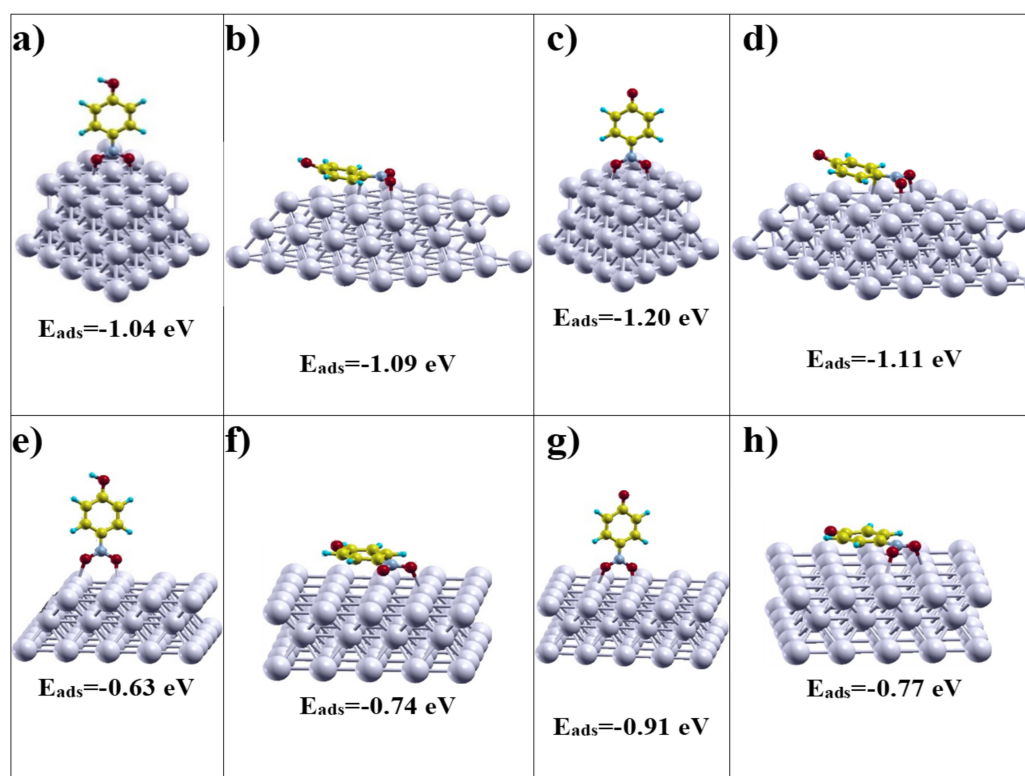 a)
b)
c)
d)
Eads=-1.04 eV
Eads=-1.09 eV
Eads=-1.20 eV
Eads=-1.11 eV
e)
f)
g)
h)
Eads=-0.63 eV
Eads=-0.74 eV
Eads=-0.91 eV
Eads=-0.77 eV